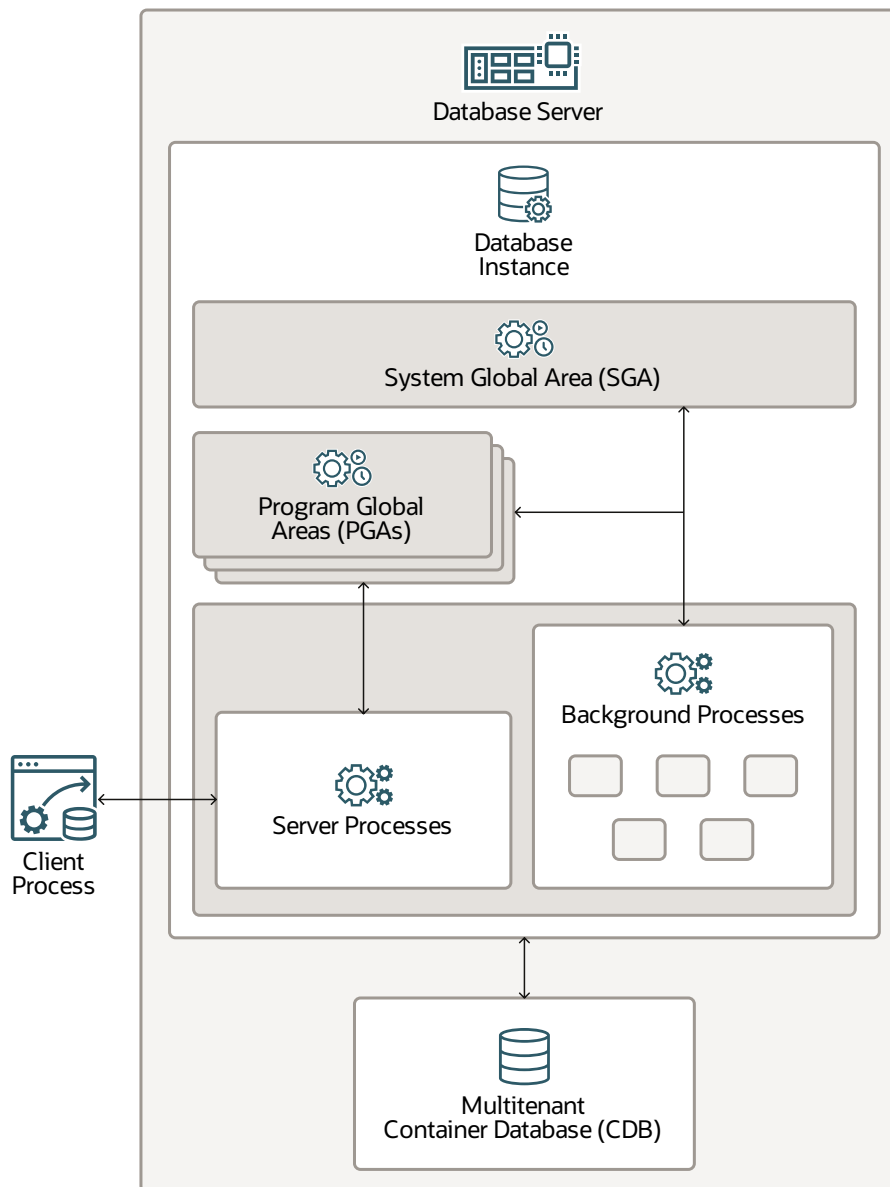 Database Server
Database
Instance
System Global Area (SGA)
Program Global
Areas (PGAs)
Background Processes
Server Processes
Client
Process
Multitenant
Container Database (CDB)